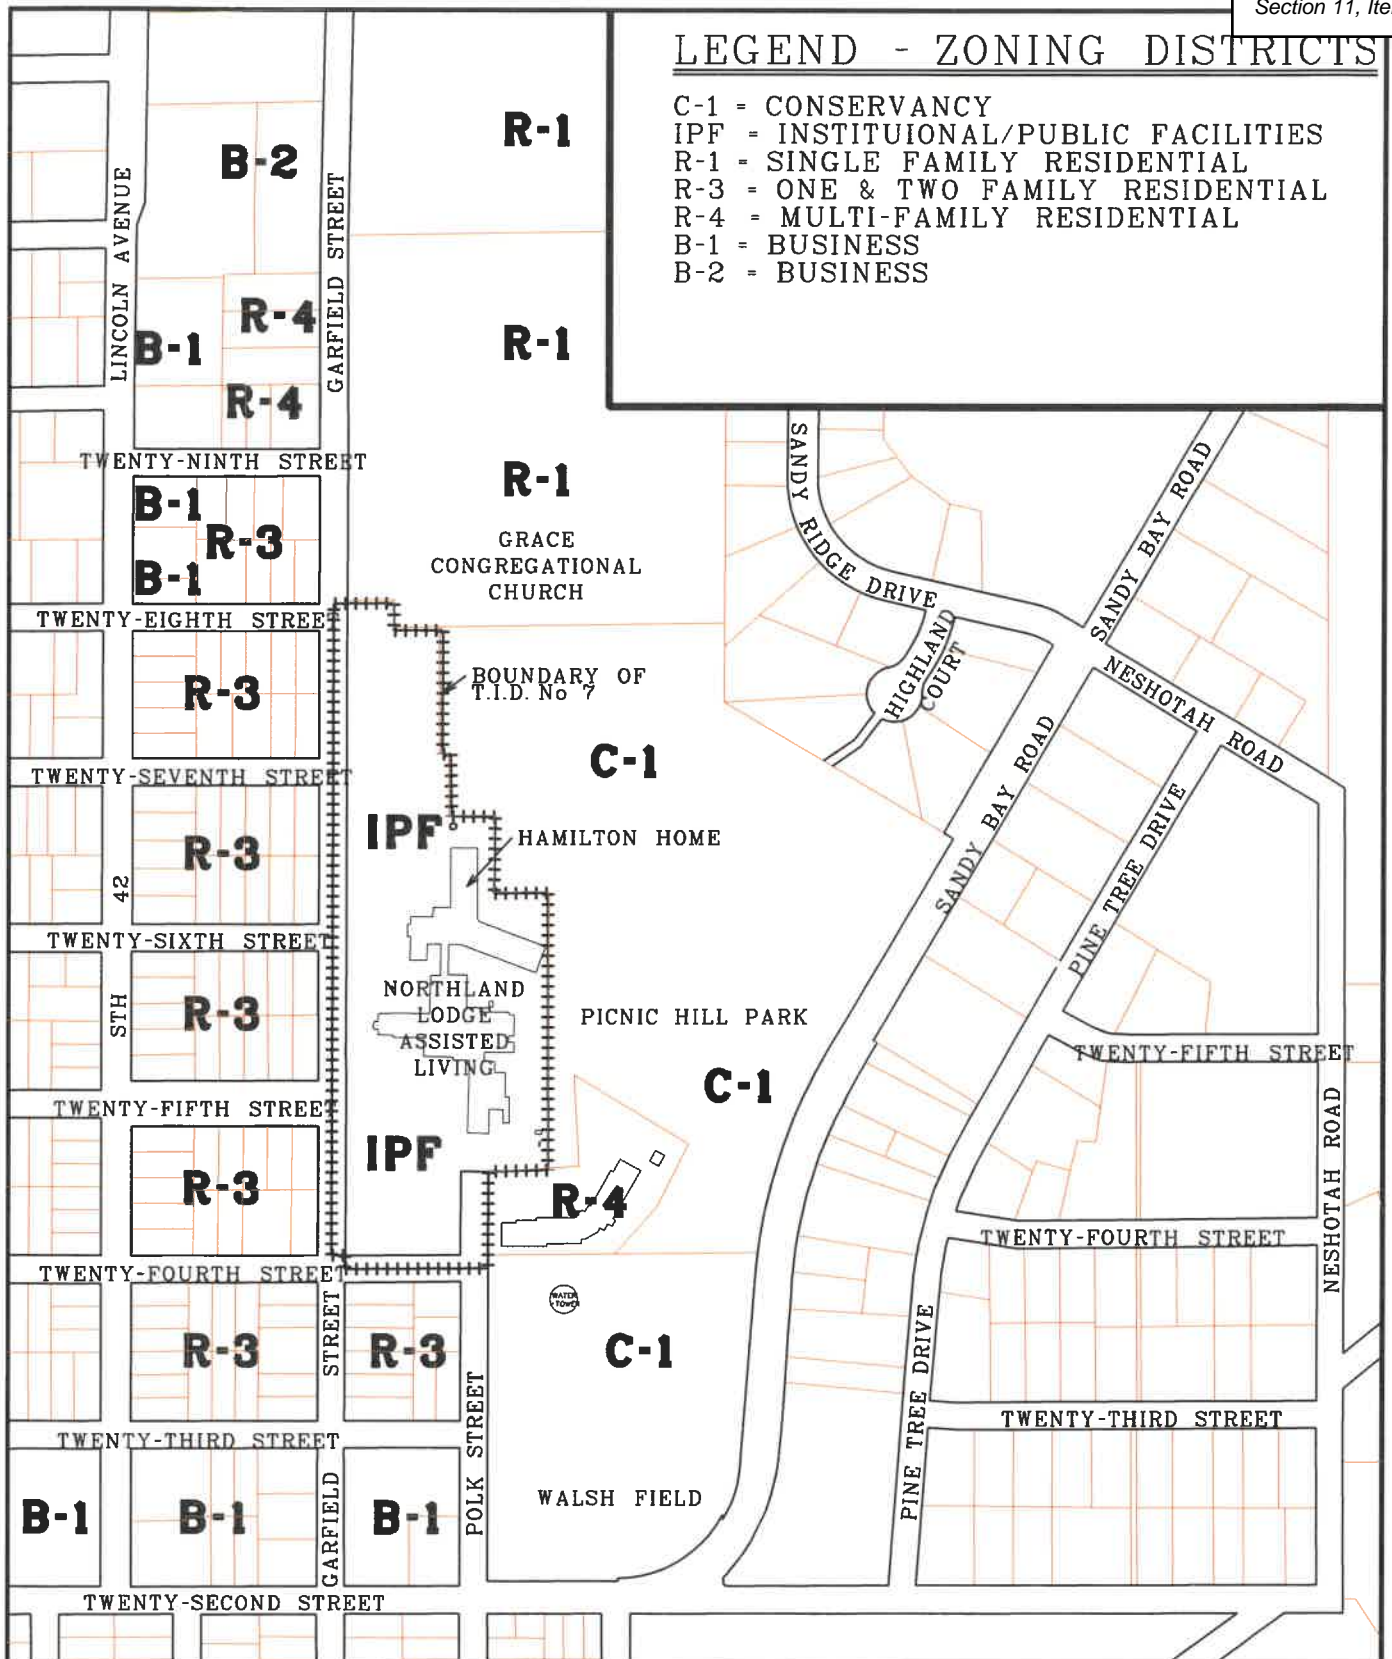 Section 11, Ite
LEGEND - ZONING DISTRICTS
C-1 = CONSERVANCY
IPF = INSTITUIONAL/PUBLIC FACILITIES
R-1 = SINGLE FAMILY RESIDENTIAL
R-3 = ONE & TWO FAMILY RESIDENTIAL
R-4 = MULTI-FAMILY RESIDENTIAL
B-1 = BUSINESS
B-2 = BUSINESS
R-1
B-2
LINCOLN AVENUE
GARFIELD STREET
R-4
B-1
R-1
R-4
TWENTY-NINTH STREET
R-1
B-1
R-3
B-1
GRACE
CONGREGATIONAL
CHURCH
SANDY RIDGE DRIVE
SANDY BAY ROAD
TWENTY-EIGHTH STREET
HIGHLAND
COURT
NESHOTAH ROAD
R-3
BOUNDARY OF
T.I.D. No 7
C-1
TWENTY-SEVENTH STREET
SANDY BAY ROAD
PINE TREE DRIVE
IPF
HAMILTON HOME
R-3
42
TWENTY-SIXTH STREET
STH
R-3
NORTHLAND
LODGE
ASSISTED
LIVING
PICNIC HILL PARK
C-1
TWENTY-FIFTH STREET
TWENTY-FIFTH STREET
NESHOTAH ROAD
IPF
R-3
R-4
TWENTY-FOURTH STREET
TWENTY-FOURTH STREET
WATER
TOWER
R-3
STREET
R-3
C-1
PINE TREE DRIVE
POLK STREET
TWENTY-THIRD STREET
TWENTY-THIRD STREET
B-1
B-1
GARFIELD
B-1
WALSH FIELD
TWENTY-SECOND STREET